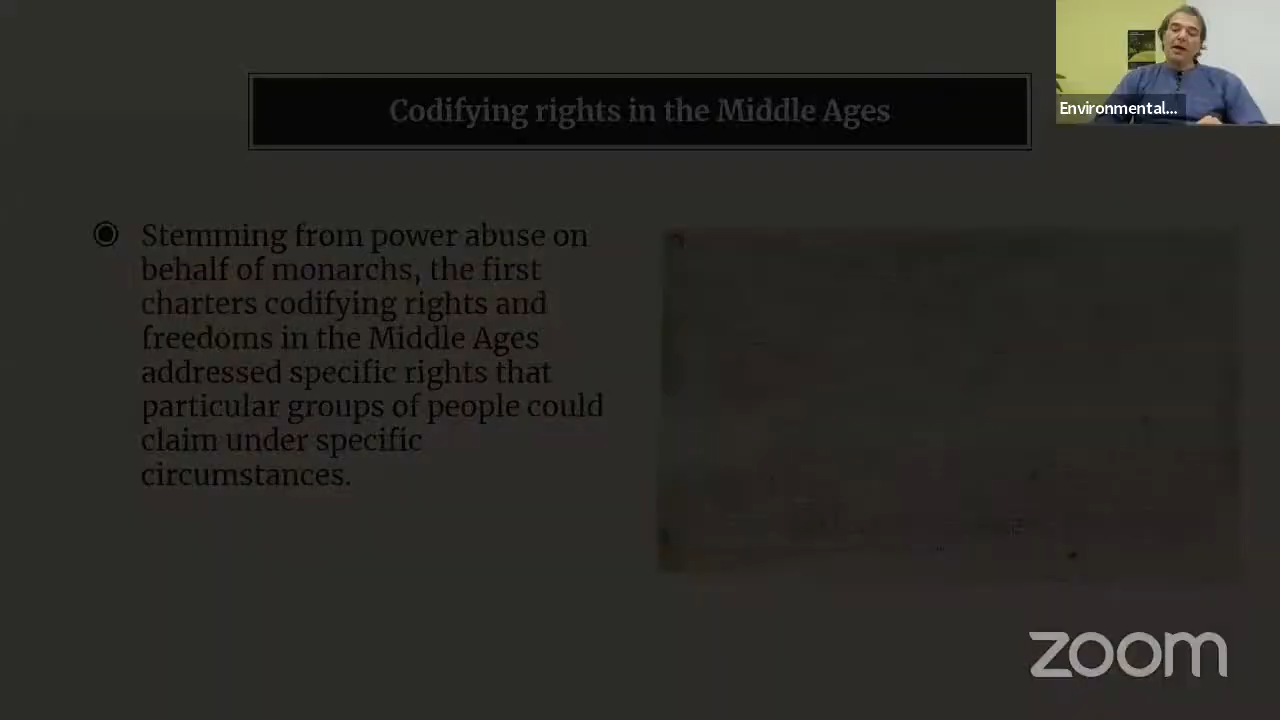 Codifying rights in the Middle Ages
Environmental...
Stemming from power abuse on
behalf of monarchs, the first
charters codifying rights and
freedoms in the Middle Ages
addressed specific rights that
particular groups of people could
claim under specific
circumstances.
zoom